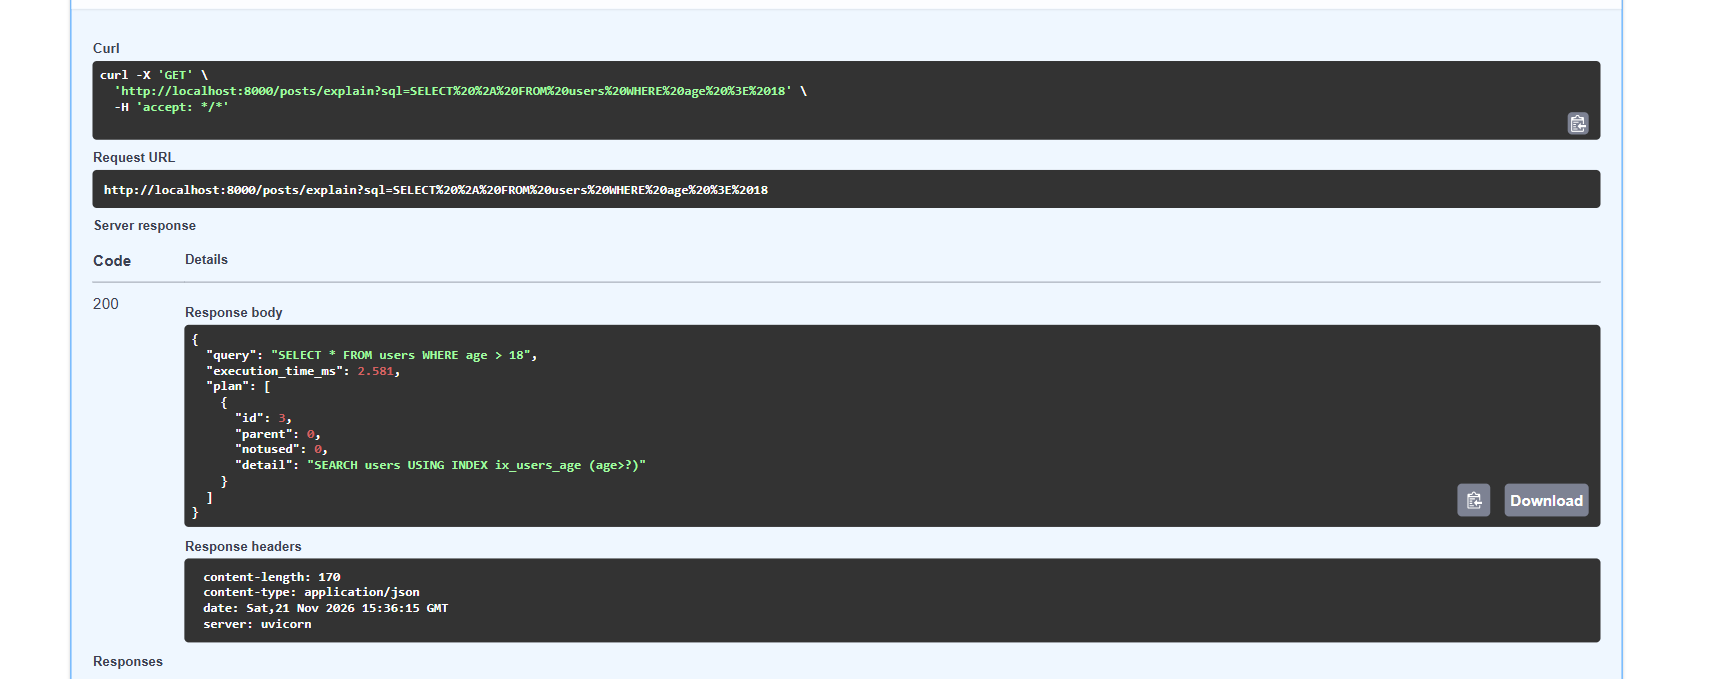 Curl
curl -X 'GET' \
  'http://localhost:8000/posts/explain?sql=SELECT%20%2A%20FROM%20users%20WHERE%20age%20%3E%2018' \
  -H 'accept: */*'
Request URL
http://localhost:8000/posts/explain?sql=SELECT%20%2A%20FROM%20users%20WHERE%20age%20%3E%2018
Server response
Code Details
200
Response body
{
  "query": "SELECT * FROM users WHERE age > 18",
  "execution_time_ms": 2.581,
  "plan": [
    {
      "id": 3,
      "parent": 0,
      "notused": 0,
      "detail": "SEARCH users USING INDEX ix_users_age (age>?)"
    }
  ]
}
Download
Response headers
content-length: 170
content-type: application/json
date: Sat,21 Nov 2026 15:36:15 GMT
server: uvicorn
Responses